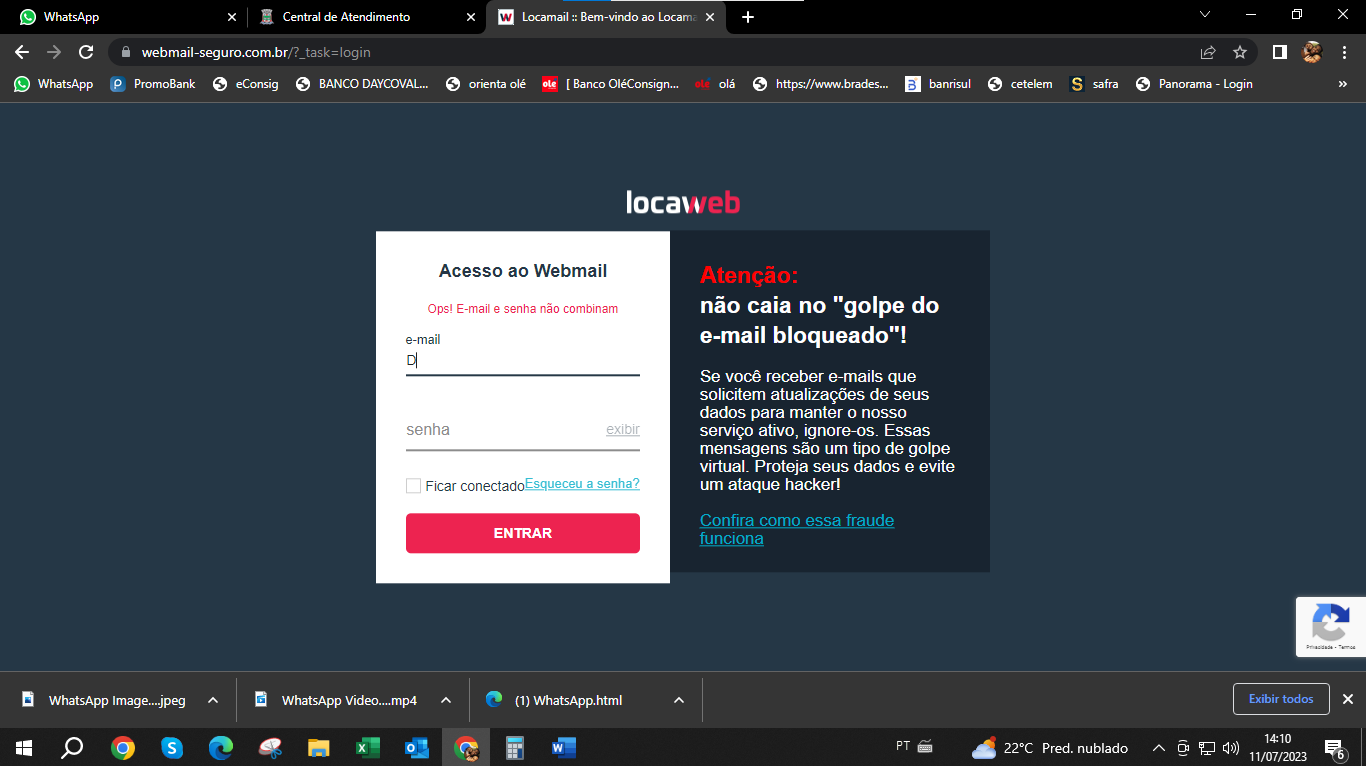 WhatsApp
Central de Atendimento
Locamail :: Bem-vindo ao Locama
webmail-seguro.com.br/?_task=login
WhatsApp
PromoBank
eConsig
BANCO DAYCOVAL...
orienta olé
olé
[ Banco OléConsign...
olé
olá
https://www.brades...
banrisul
cetelem
S
safra
Panorama - Login
»
locaweb
Acesso ao Webmail
Ops! E-mail e senha não combinam
e-mail
D
senha
exibir
Ficar conectado
Esqueceu a senha?
ENTRAR
Atenção:
não caia no "golpe do
e-mail bloqueado"!
Se você receber e-mails que
solicitem atualizações de seus
dados para manter o nosso
serviço ativo, ignore-os. Essas
mensagens são um tipo de golpe
virtual. Proteja seus dados e evite
um ataque hacker!
Confira como essa fraude
funciona
Privacidade - Termos
WhatsApp Image....jpeg
WhatsApp Video....mp4
(1) WhatsApp.html
Exibir todos
PT
22°C Pred. nublado
14:10
11/07/2023
6